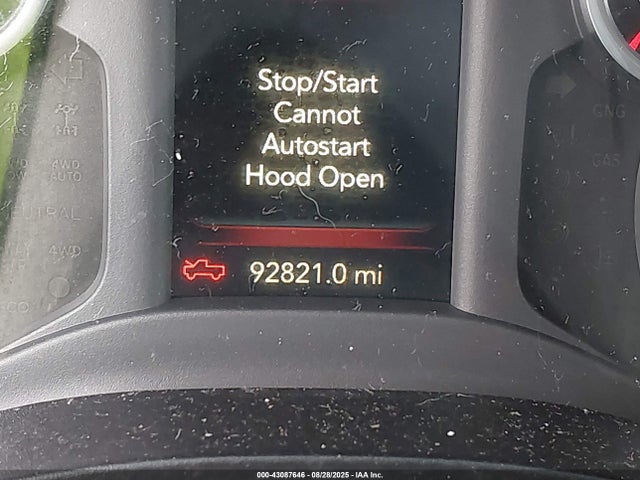 Stop/Start
Cannot
Autostart
Hood Open
92821.0 mi
4WD
AUTO
4WD
CNG
GAS
000-43087646 - 08/28/2025 - IAA Inc.